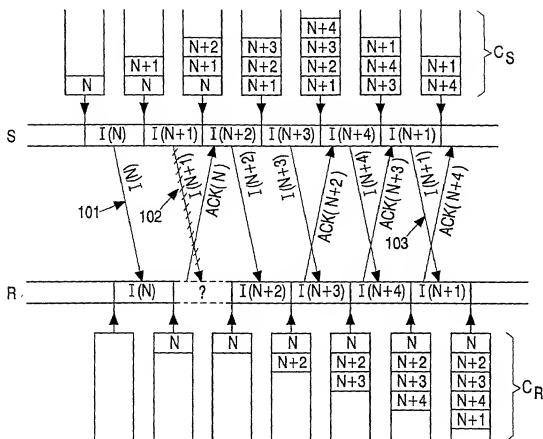 N+4
N+2 N+3 N+3 N+1
N+1 N+1 N+2 N+2 N+4 N+1
N N N N+1 N+1 N+3 N+4
C_S
S I(N) I(N+1) I(N+2) I(N+3) I(N+4) I(N+1)
I(N)
I(N+1)
ACK(N)
I(N+2)
I(N+3)
ACK(N+2)
I(N+4)
ACK(N+3)
I(N+1)
ACK(N+4)
101
102
103
R I(N) ? I(N+2) I(N+3) I(N+4) I(N+1)
N N N N N N
N+2 N+2 N+2 N+2
N+3 N+3 N+3
N+4 N+4
N+1
C_R